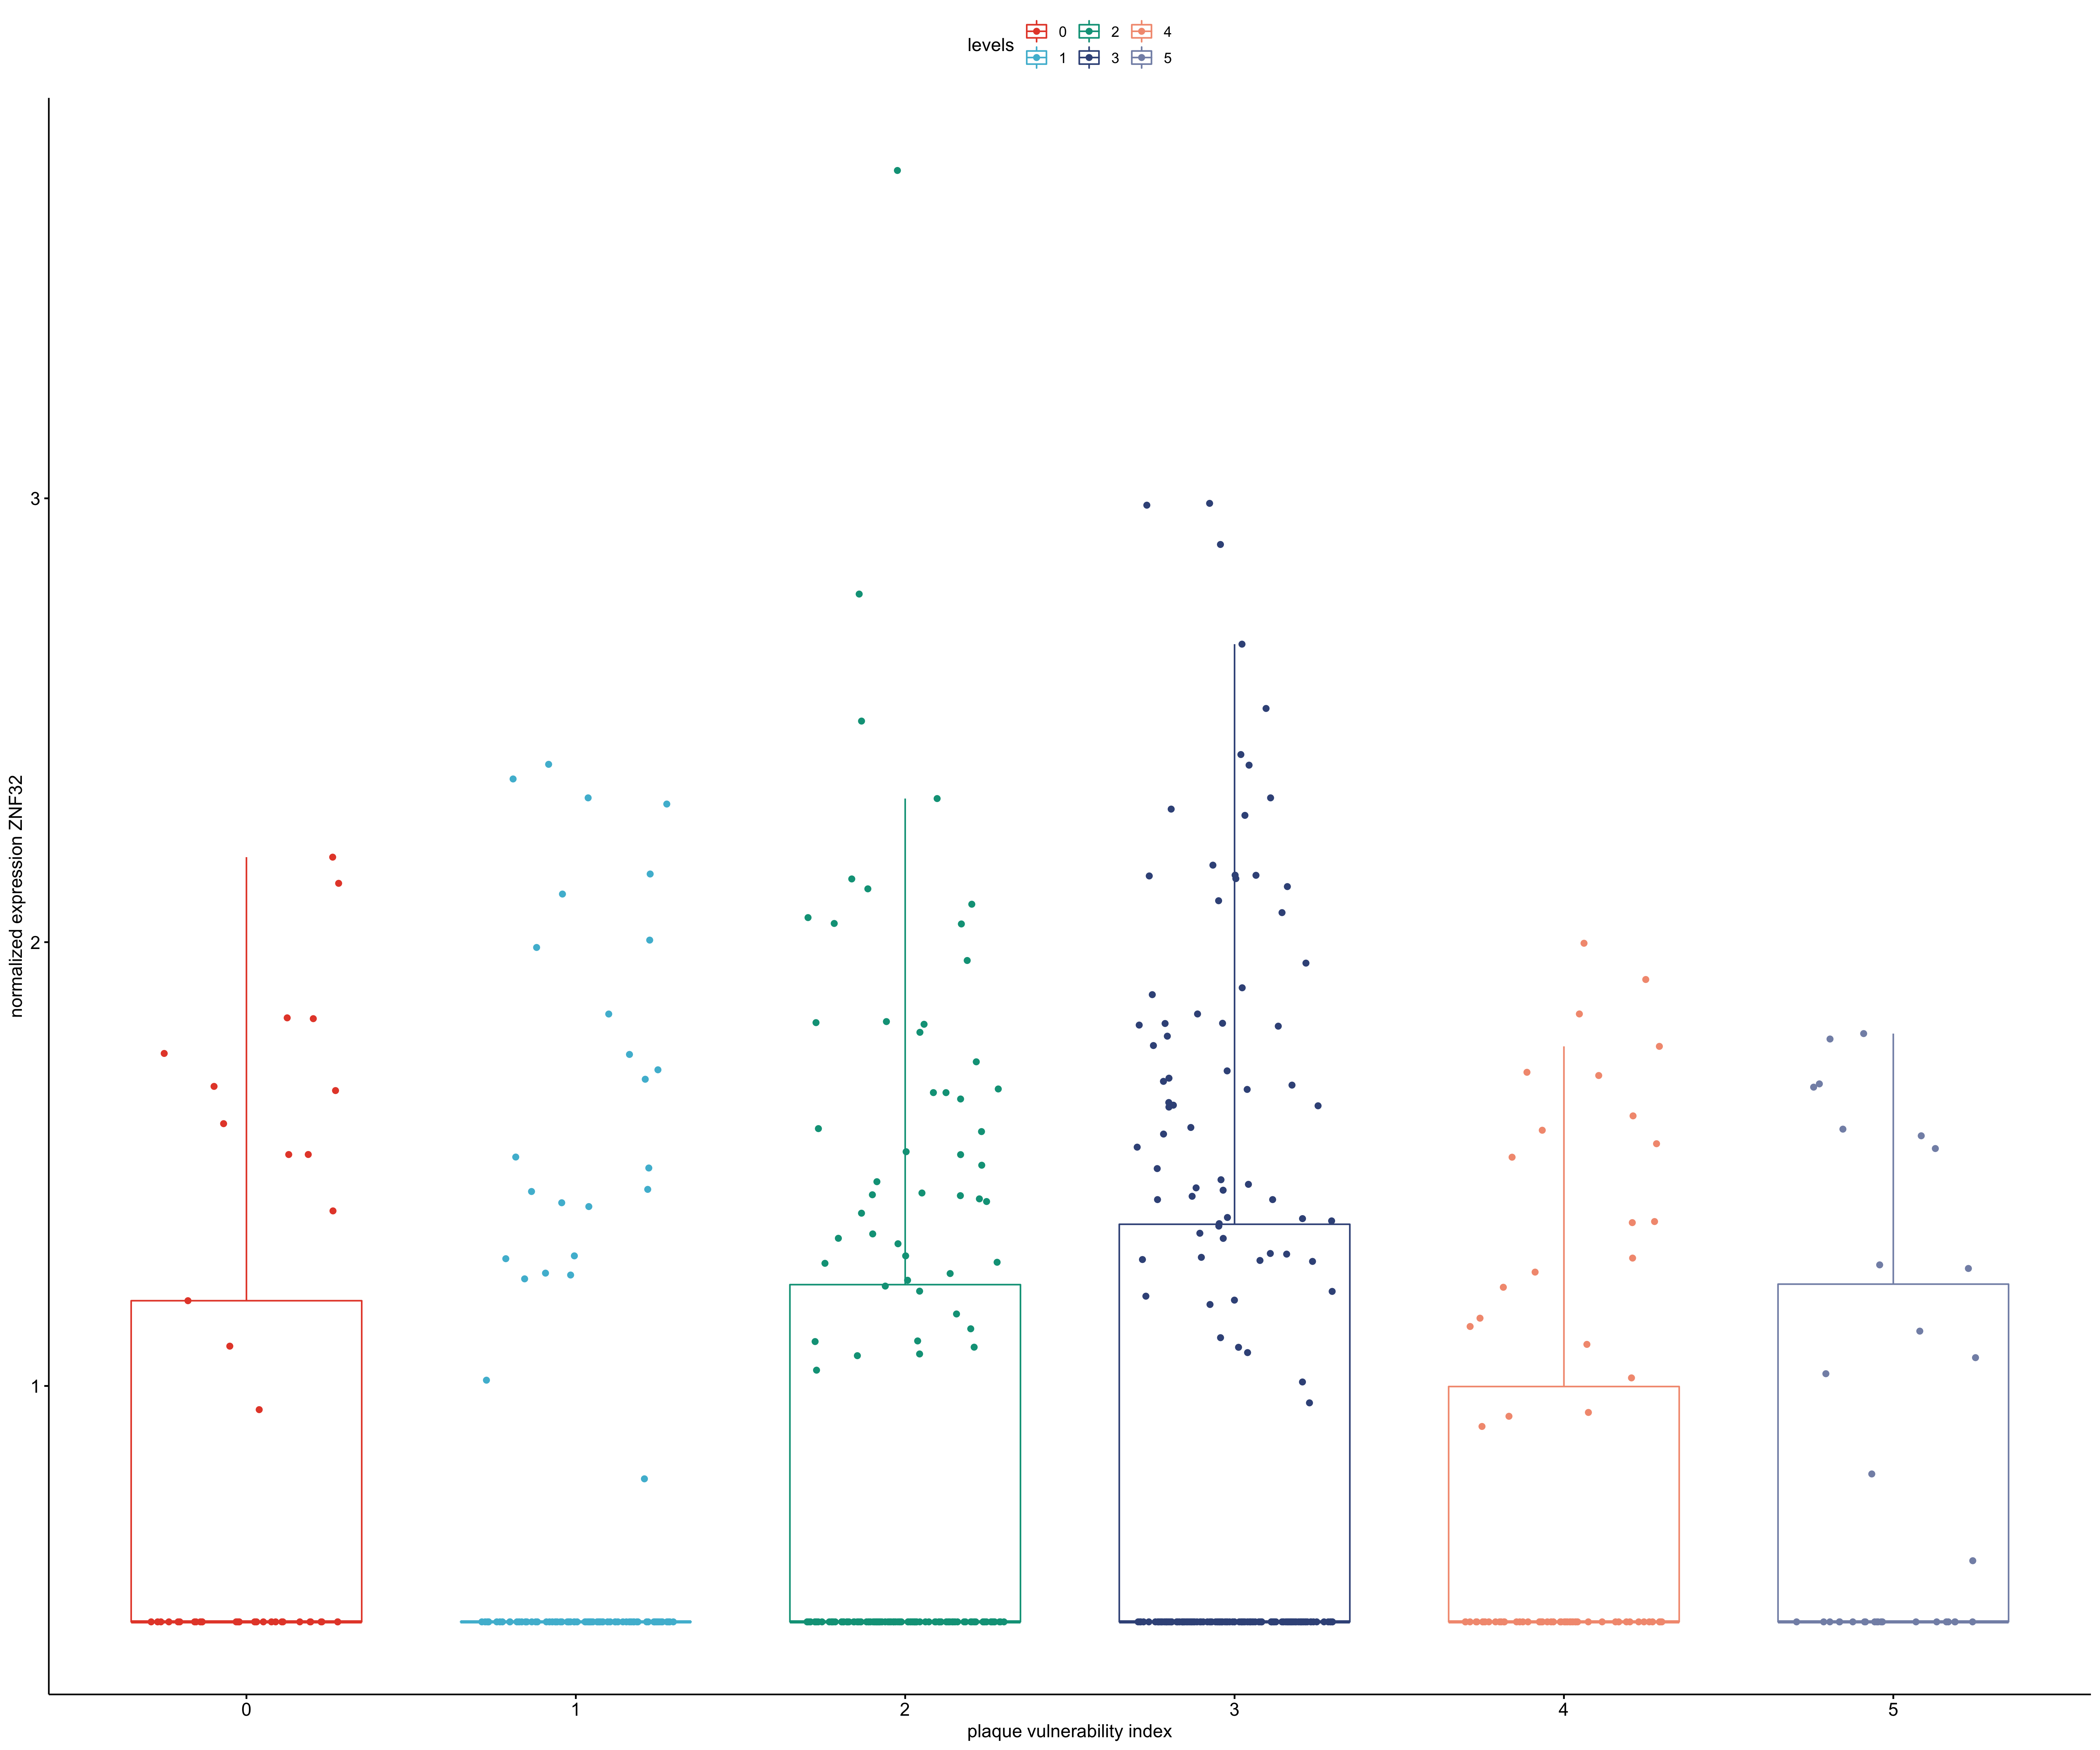 levels 0 2 4
1 3 5
normalized expression ZNF32
3
2
1
0 1 2 3 4 5
plaque vulnerability index